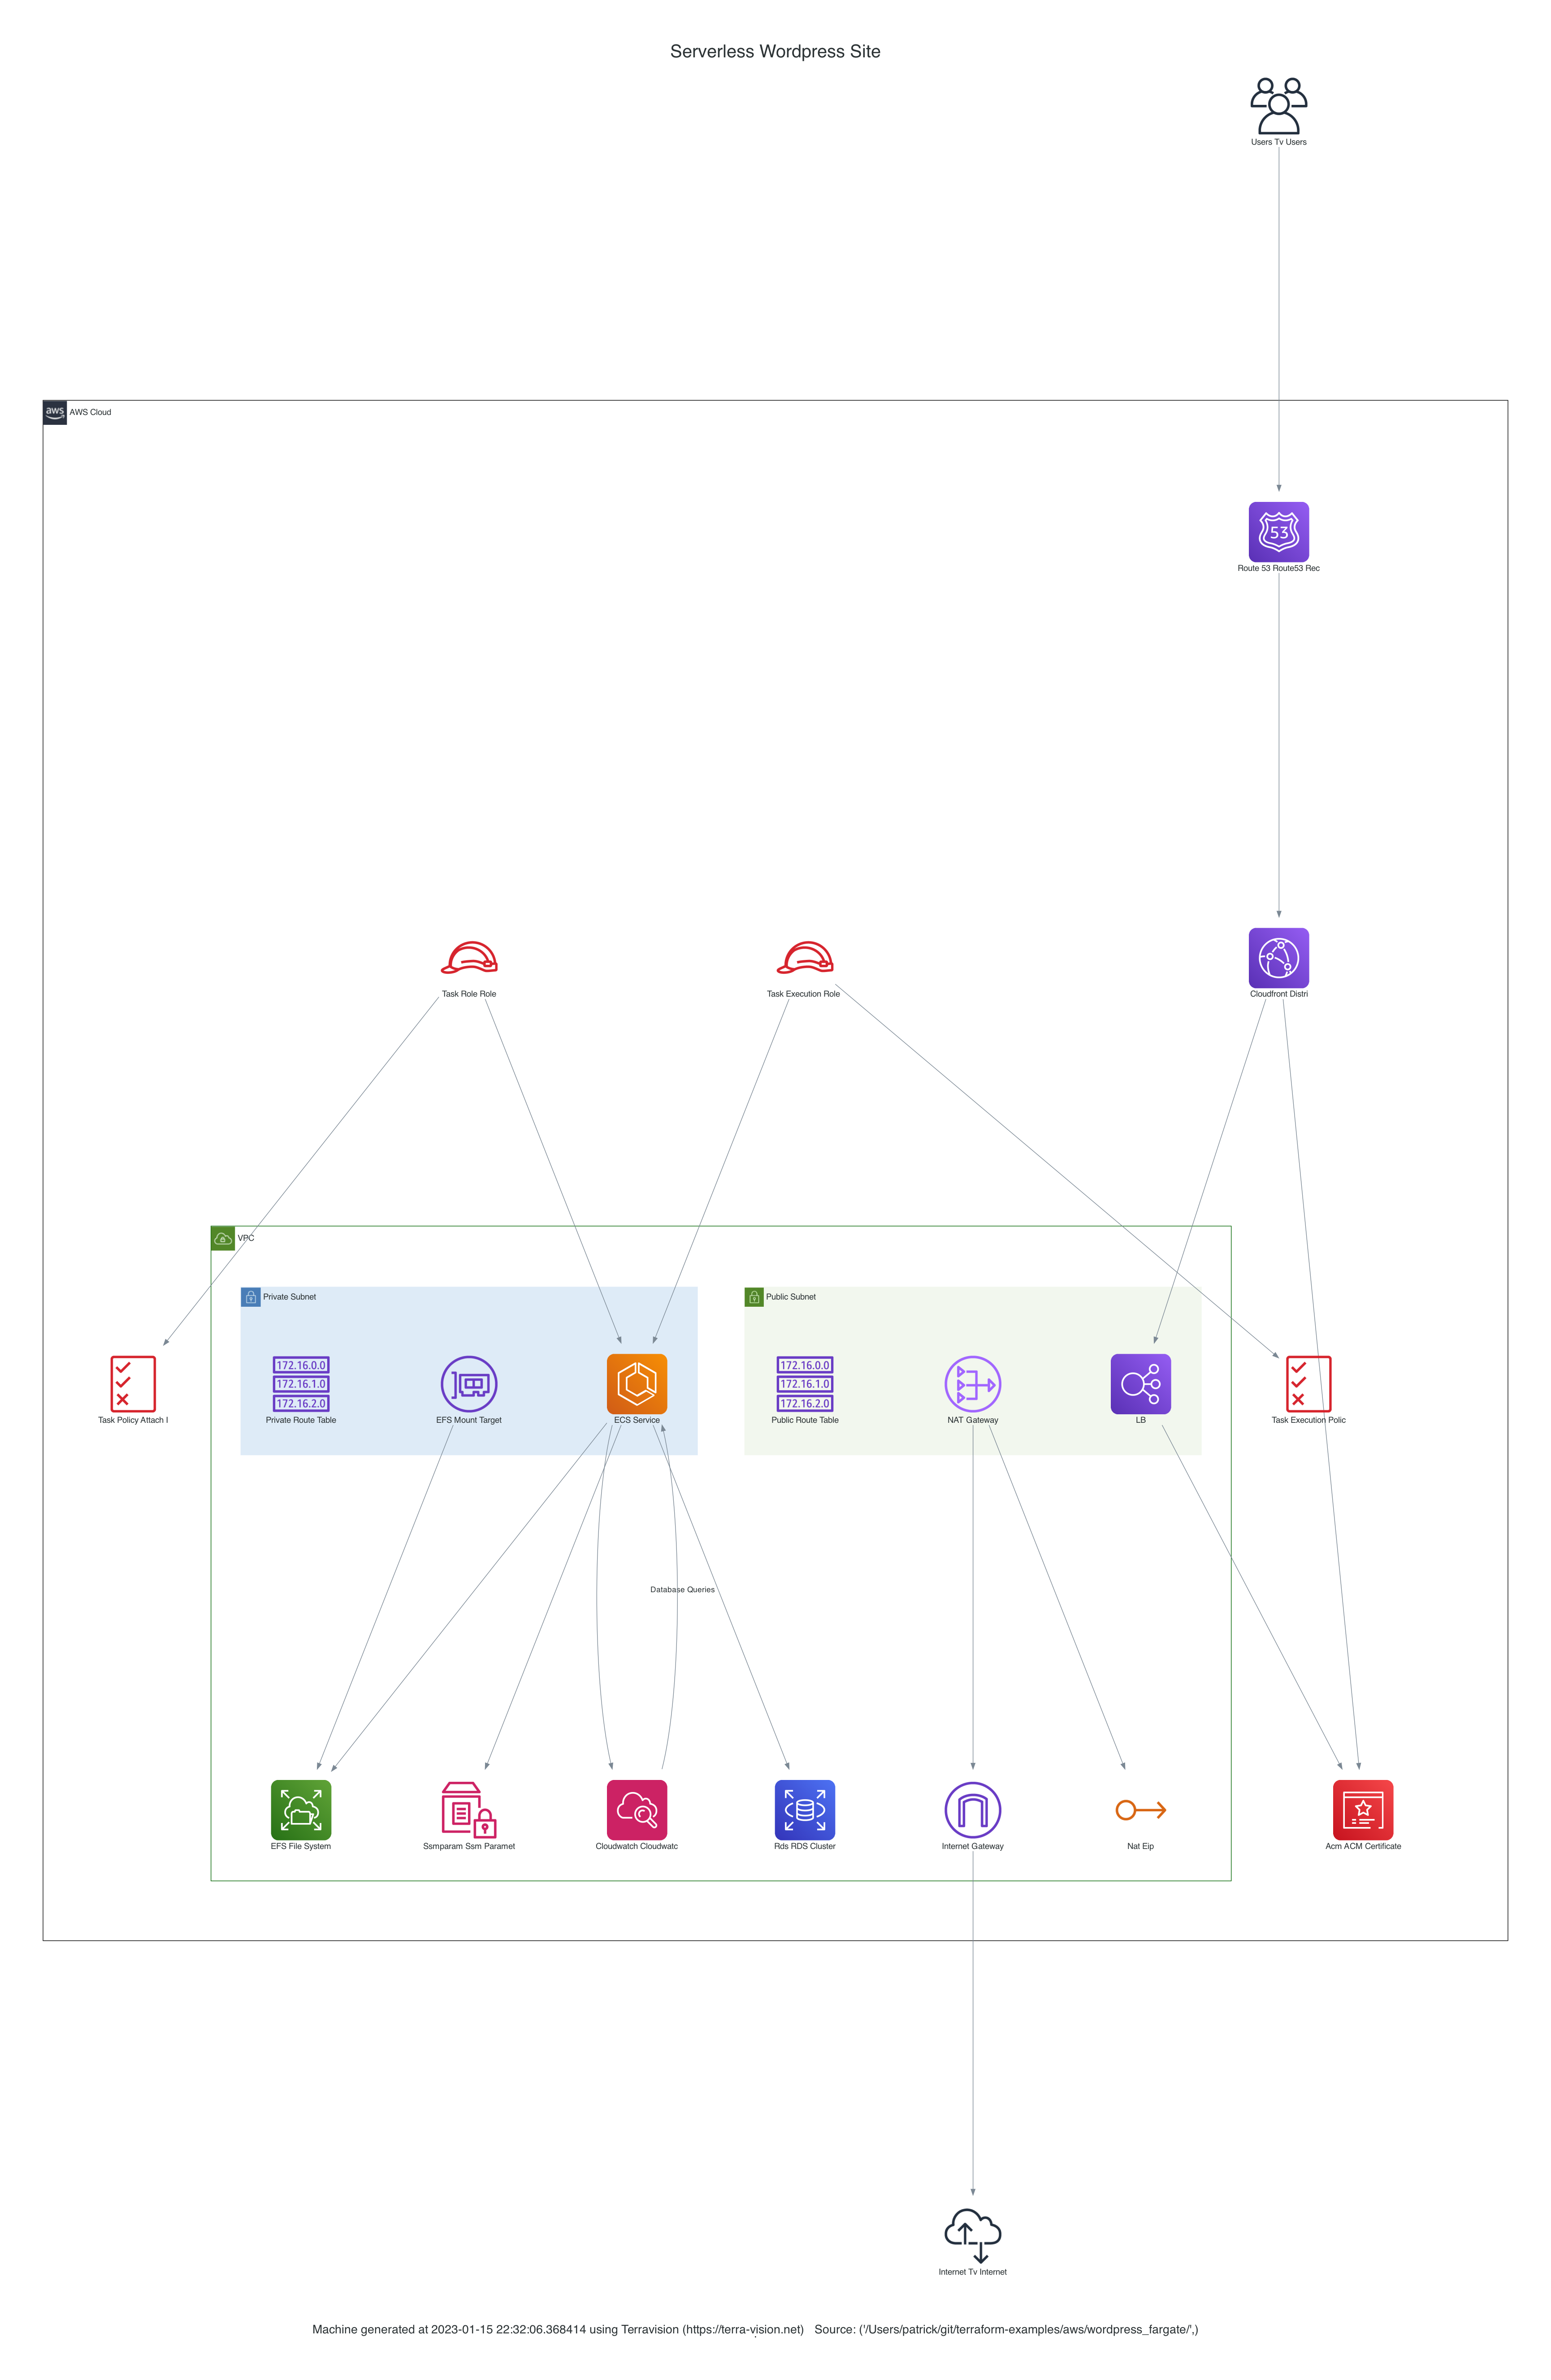 Serverless Wordpress Site
Users Tv Users
aws
AWS Cloud
53
Route 53 Route53 Rec
Task Role Role
Task Execution Role
Cloudfront Distri
VPC
Private Subnet
Public Subnet
172.16.0.0
172.16.1.0
172.16.2.0
172.16.0.0
172.16.1.0
172.16.2.0
Task Policy Attach I
Private Route Table
EFS Mount Target
ECS Service
Public Route Table
NAT Gateway
LB
Task Execution Polic
Database Queries
EFS File System
Ssmparam Ssm Paramet
Cloudwatch Cloudwatc
Rds RDS Cluster
Internet Gateway
Nat Eip
Acm ACM Certificate
Internet Tv Internet
Machine generated at 2023-01-15 22:32:06.368414 using Terravision (https://terra-vision.net) Source: ('/Users/patrick/git/terraform-examples/aws/wordpress_fargate/',)